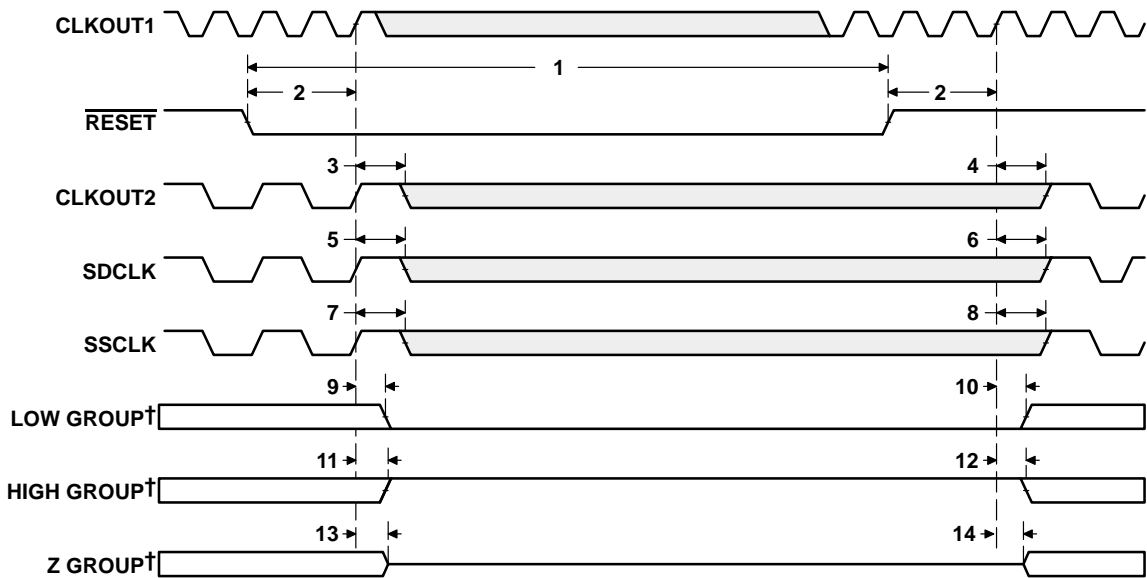 CLKOUT1
1
2 2
RESET
3 4
CLKOUT2
5 6
SDCLK
7 8
SSCLK
9 10
LOW GROUP†
11 12
HIGH GROUP†
13 14
Z GROUP†